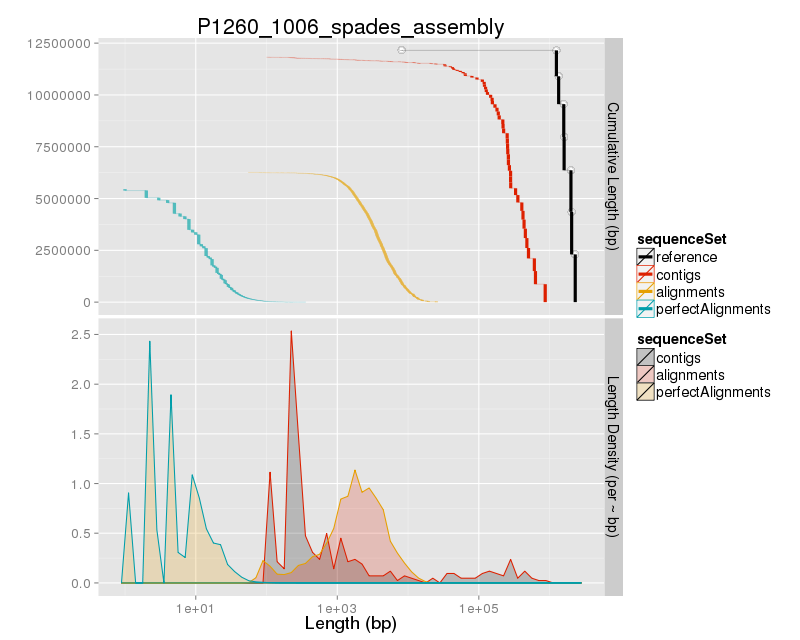 P1260_1006_spades_assembly
12500000
10000000
7500000
5000000
2500000
0
Cumulative Length (bp)
2.5
2.0
1.5
1.0
0.5
0.0
Length Density (per ~ bp)
1e+01
1e+03
1e+05
Length (bp)
sequenceSet
reference
contigs
alignments
perfectAlignments
sequenceSet
contigs
alignments
perfectAlignments